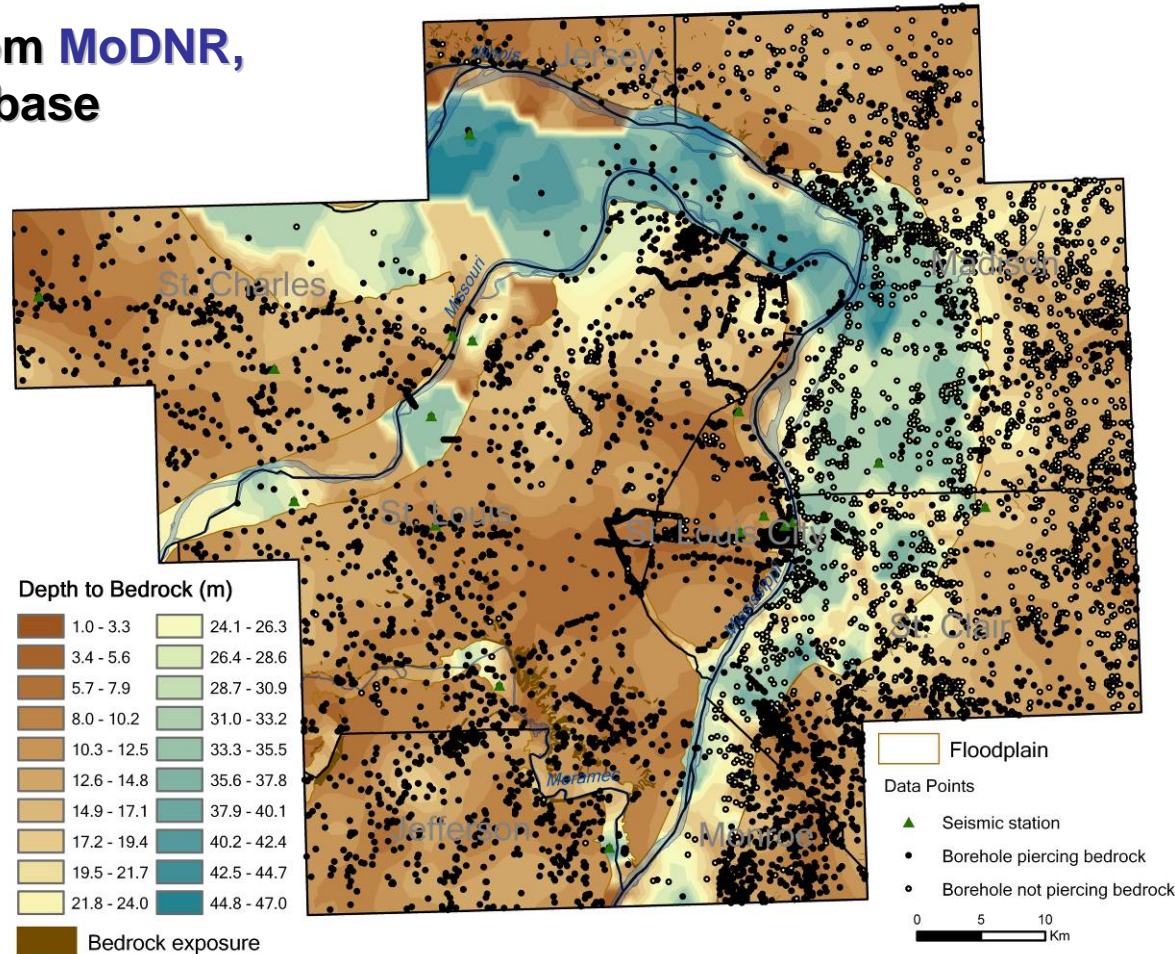 om MoDNR,
base
Illinois
Jersey
Madison
St. Charles
Missouri
St. Louis
St. Louis City
Mississippi
St. Clair
Meramec
Jefferson
Monroe
Depth to Bedrock (m)
1.0 - 3.3
3.4 - 5.6
5.7 - 7.9
8.0 - 10.2
10.3 - 12.5
12.6 - 14.8
14.9 - 17.1
17.2 - 19.4
19.5 - 21.7
21.8 - 24.0
24.1 - 26.3
26.4 - 28.6
28.7 - 30.9
31.0 - 33.2
33.3 - 35.5
35.6 - 37.8
37.9 - 40.1
40.2 - 42.4
42.5 - 44.7
44.8 - 47.0
Bedrock exposure
Floodplain
Data Points
Seismic station
Borehole piercing bedrock
Borehole not piercing bedrock
0 5 10
Km